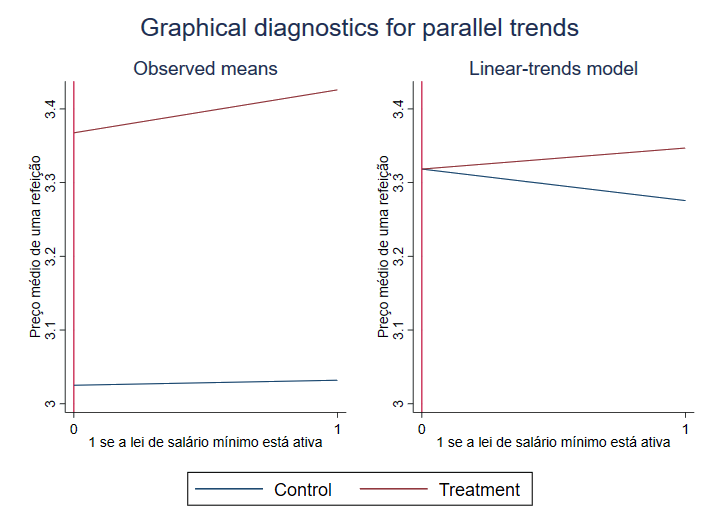 Graphical diagnostics for parallel trends
Observed means
Preço médio de uma refeição
3.4
3.3
3.2
3.1
3
0
1
1 se a lei de salário mínimo está ativa
Linear-trends model
Preço médio de uma refeição
3.4
3.3
3.2
3.1
3
0
1
1 se a lei de salário mínimo está ativa
Control
Treatment